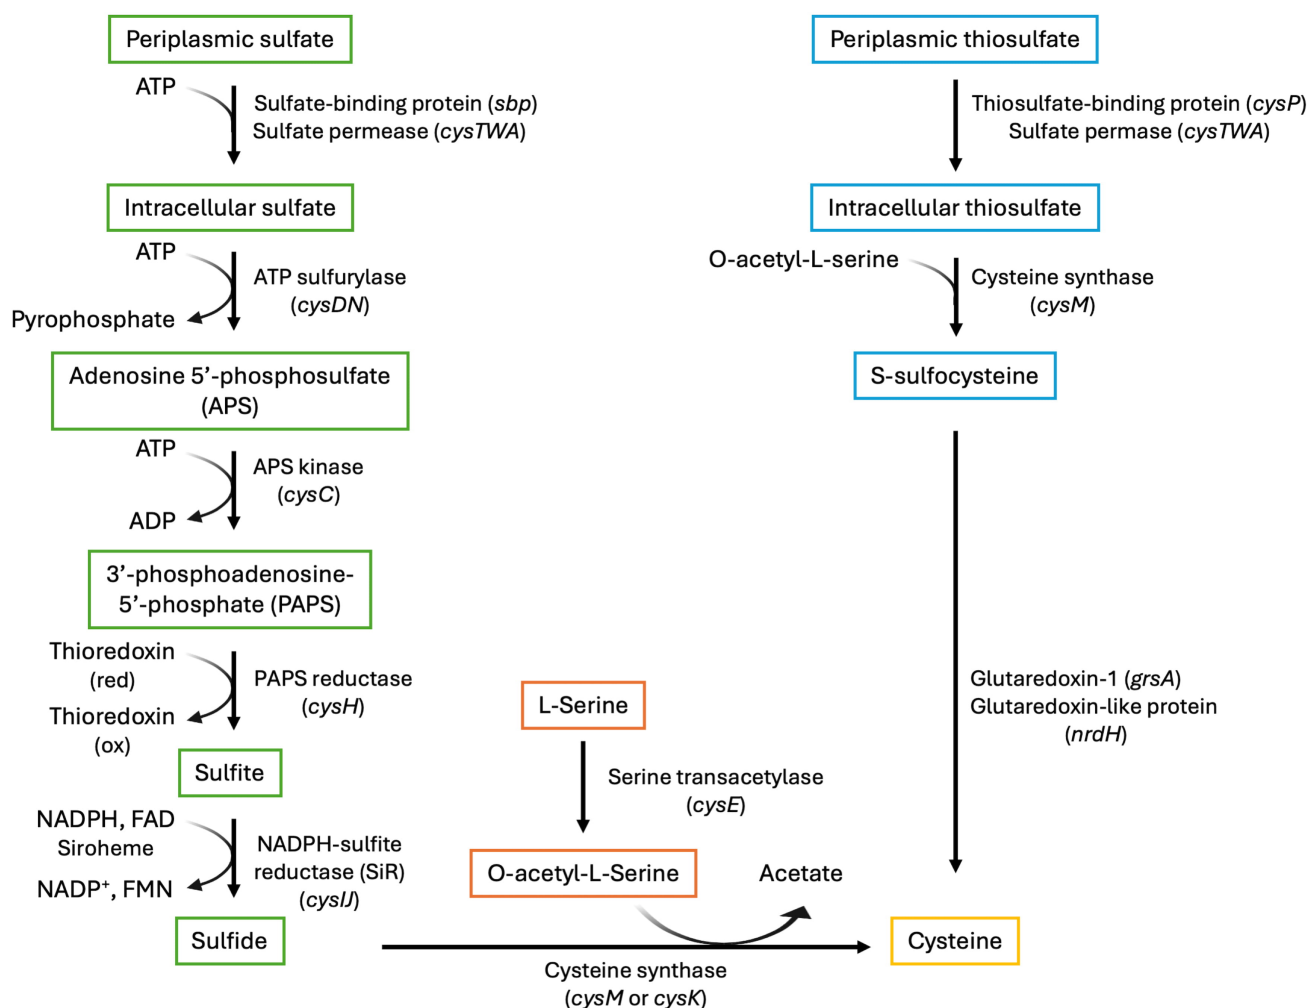 Periplasmic sulfate
ATP
Sulfate-binding protein (sbp)
Sulfate permease (cysTWA)
Intracellular sulfate
ATP
ATP sulfurylase
(cysDN)
Pyrophosphate
Adenosine 5’-phosphosulfate
(APS)
ATP
APS kinase
(cysC)
ADP
3’-phosphoadenosine-
5’-phosphate (PAPS)
Thioredoxin
(red)
PAPS reductase
(cysH)
Thioredoxin
(ox)
Sulfite
NADPH, FAD
Siroheme
NADPH-sulfite
reductase (SiR)
(cysIJ)
NADP⁺, FMN
Sulfide
L-Serine
Serine transacetylase
(cysE)
O-acetyl-L-Serine
Acetate
Cysteine synthase
(cysM or cysK)
Periplasmic thiosulfate
Thiosulfate-binding protein (cysP)
Sulfate permase (cysTWA)
Intracellular thiosulfate
O-acetyl-L-serine
Cysteine synthase
(cysM)
S-sulfocysteine
Glutaredoxin-1 (grsA)
Glutaredoxin-like protein
(nrdH)
Cysteine